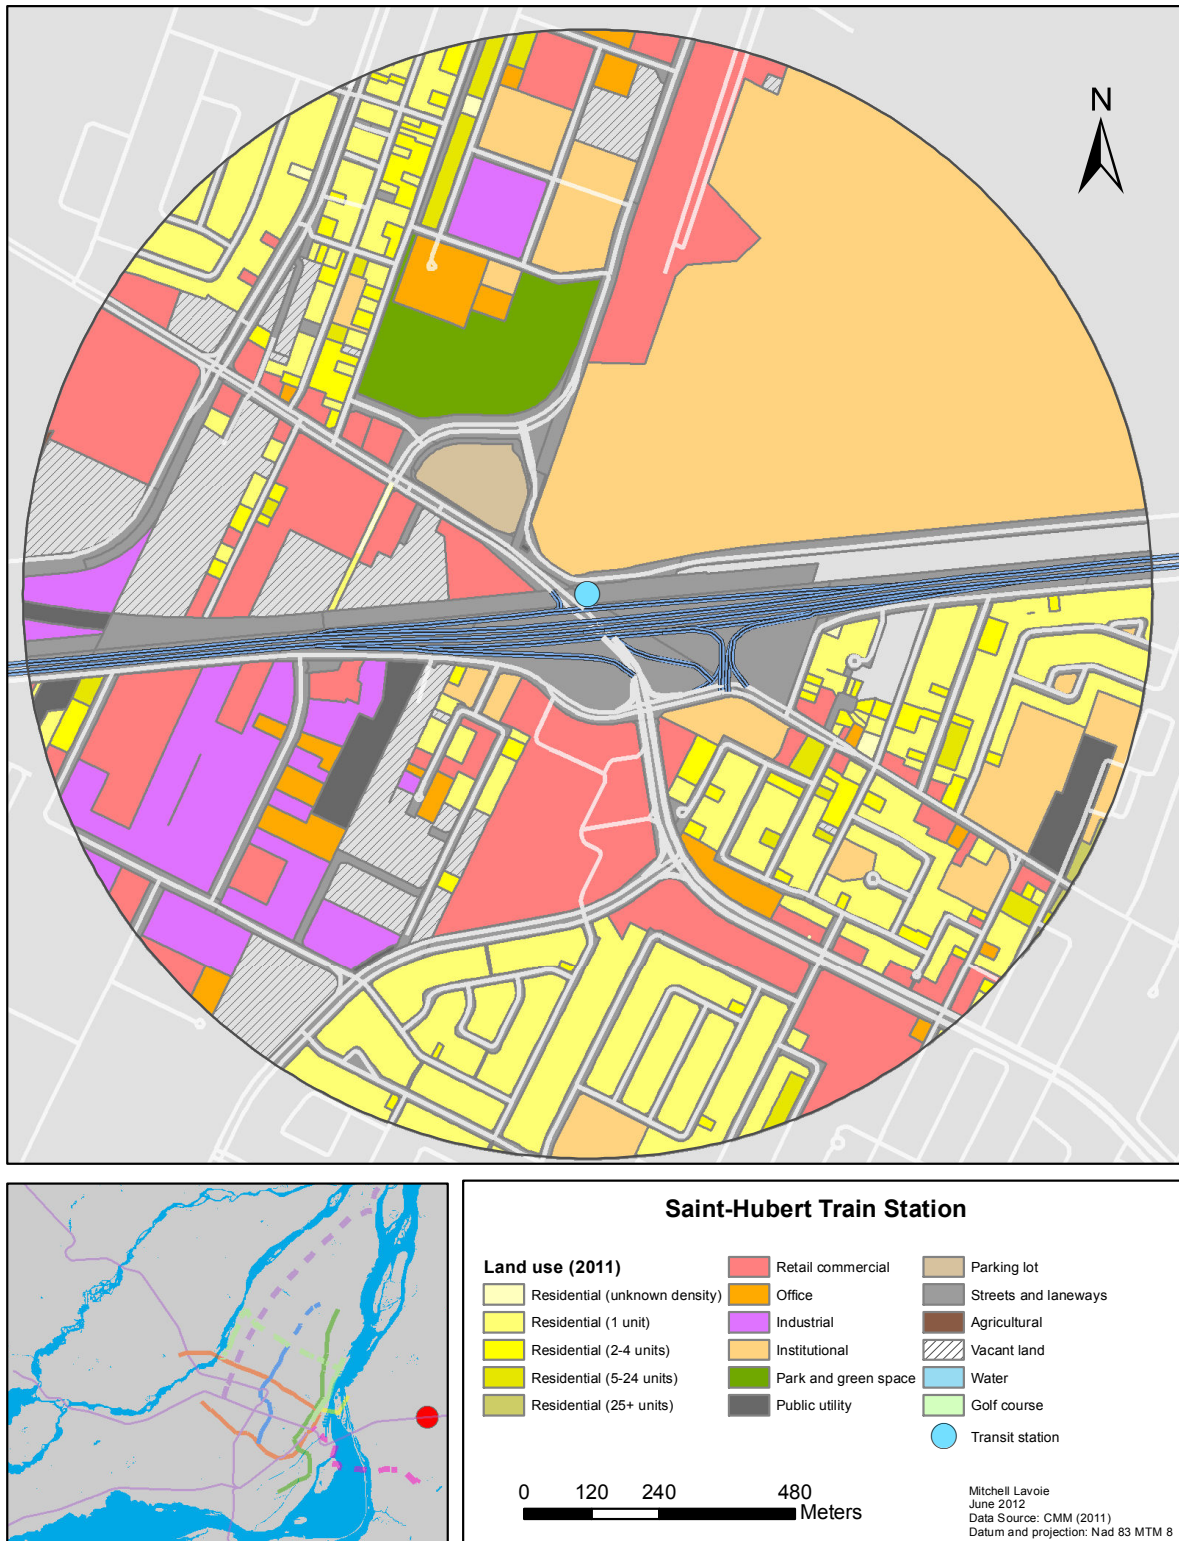 N
Saint-Hubert Train Station
Land use (2011)
Residential (unknown density)
Residential (1 unit)
Residential (2-4 units)
Residential (5-24 units)
Residential (25+ units)
Retail commercial
Office
Industrial
Institutional
Park and green space
Public utility
Parking lot
Streets and laneways
Agricultural
Vacant land
Water
Golf course
Transit station
0 120 240 480
Meters
Mitchell Lavoie
June 2012
Data Source: CMM (2011)
Datum and projection: Nad 83 MTM 8